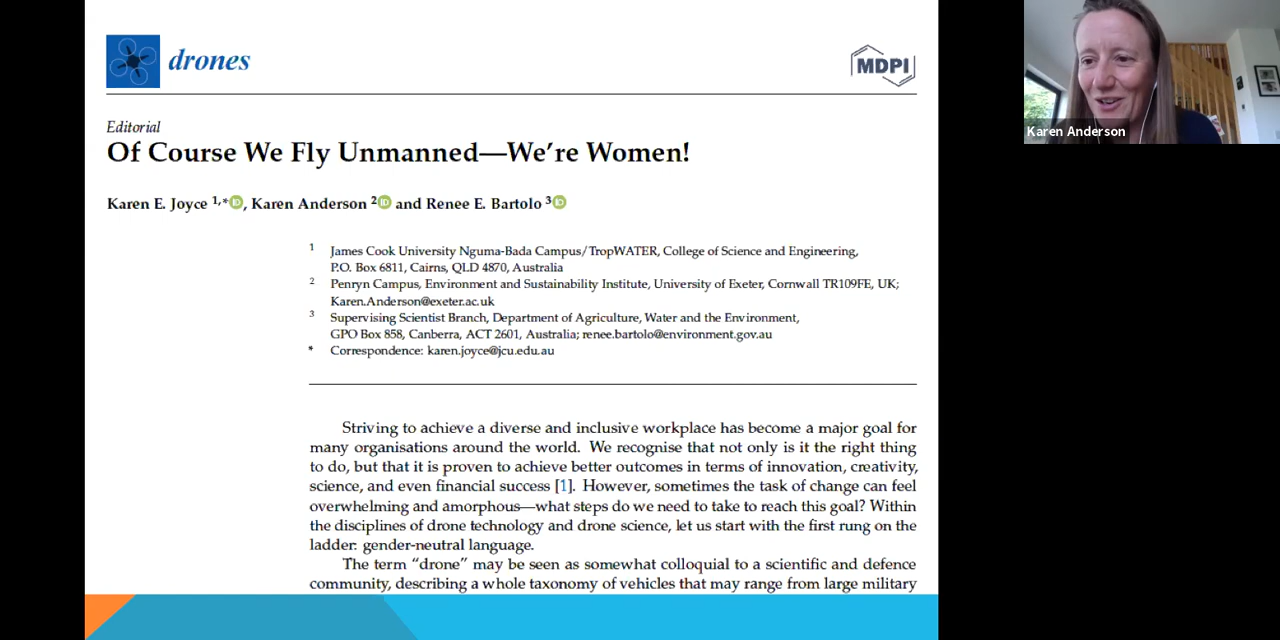 drones
MDPI
Karen Anderson
Editorial
Of Course We Fly Unmanned—We're Women!
Karen E. Joyce 1,* iD, Karen Anderson 2 iD and Renee E. Bartolo 3 iD
1 James Cook University Nguma-Bada Campus/TropWATER, College of Science and Engineering,
P.O. Box 6811, Cairns, QLD 4870, Australia
2 Penryn Campus, Environment and Sustainability Institute, University of Exeter, Cornwall TR109FE, UK;
Karen.Anderson@exeter.ac.uk
3 Supervising Scientist Branch, Department of Agriculture, Water and the Environment,
GPO Box 858, Canberra, ACT 2601, Australia; renee.bartolo@environment.gov.au
* Correspondence: karen.joyce@jcu.edu.au
Striving to achieve a diverse and inclusive workplace has become a major goal for
many organisations around the world. We recognise that not only is it the right thing
to do, but that it is proven to achieve better outcomes in terms of innovation, creativity,
science, and even financial success [1]. However, sometimes the task of change can feel
overwhelming and amorphous—what steps do we need to take to reach this goal? Within
the disciplines of drone technology and drone science, let us start with the first rung on the
ladder: gender-neutral language.
The term “drone” may be seen as somewhat colloquial to a scientific and defence
community, describing a whole taxonomy of vehicles that may range from large military